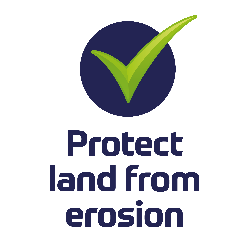 Protect
land from
erosion